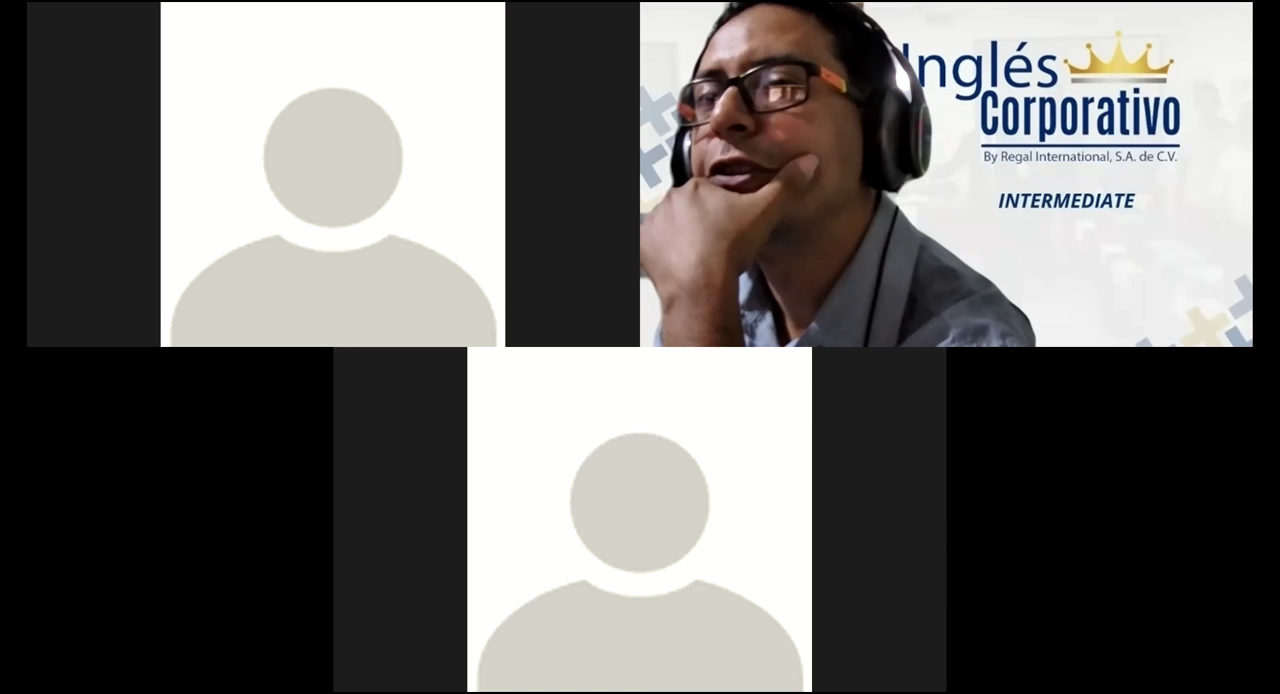 Inglés
Corporativo
By Regal International, S.A. de C.V.
INTERMEDIATE